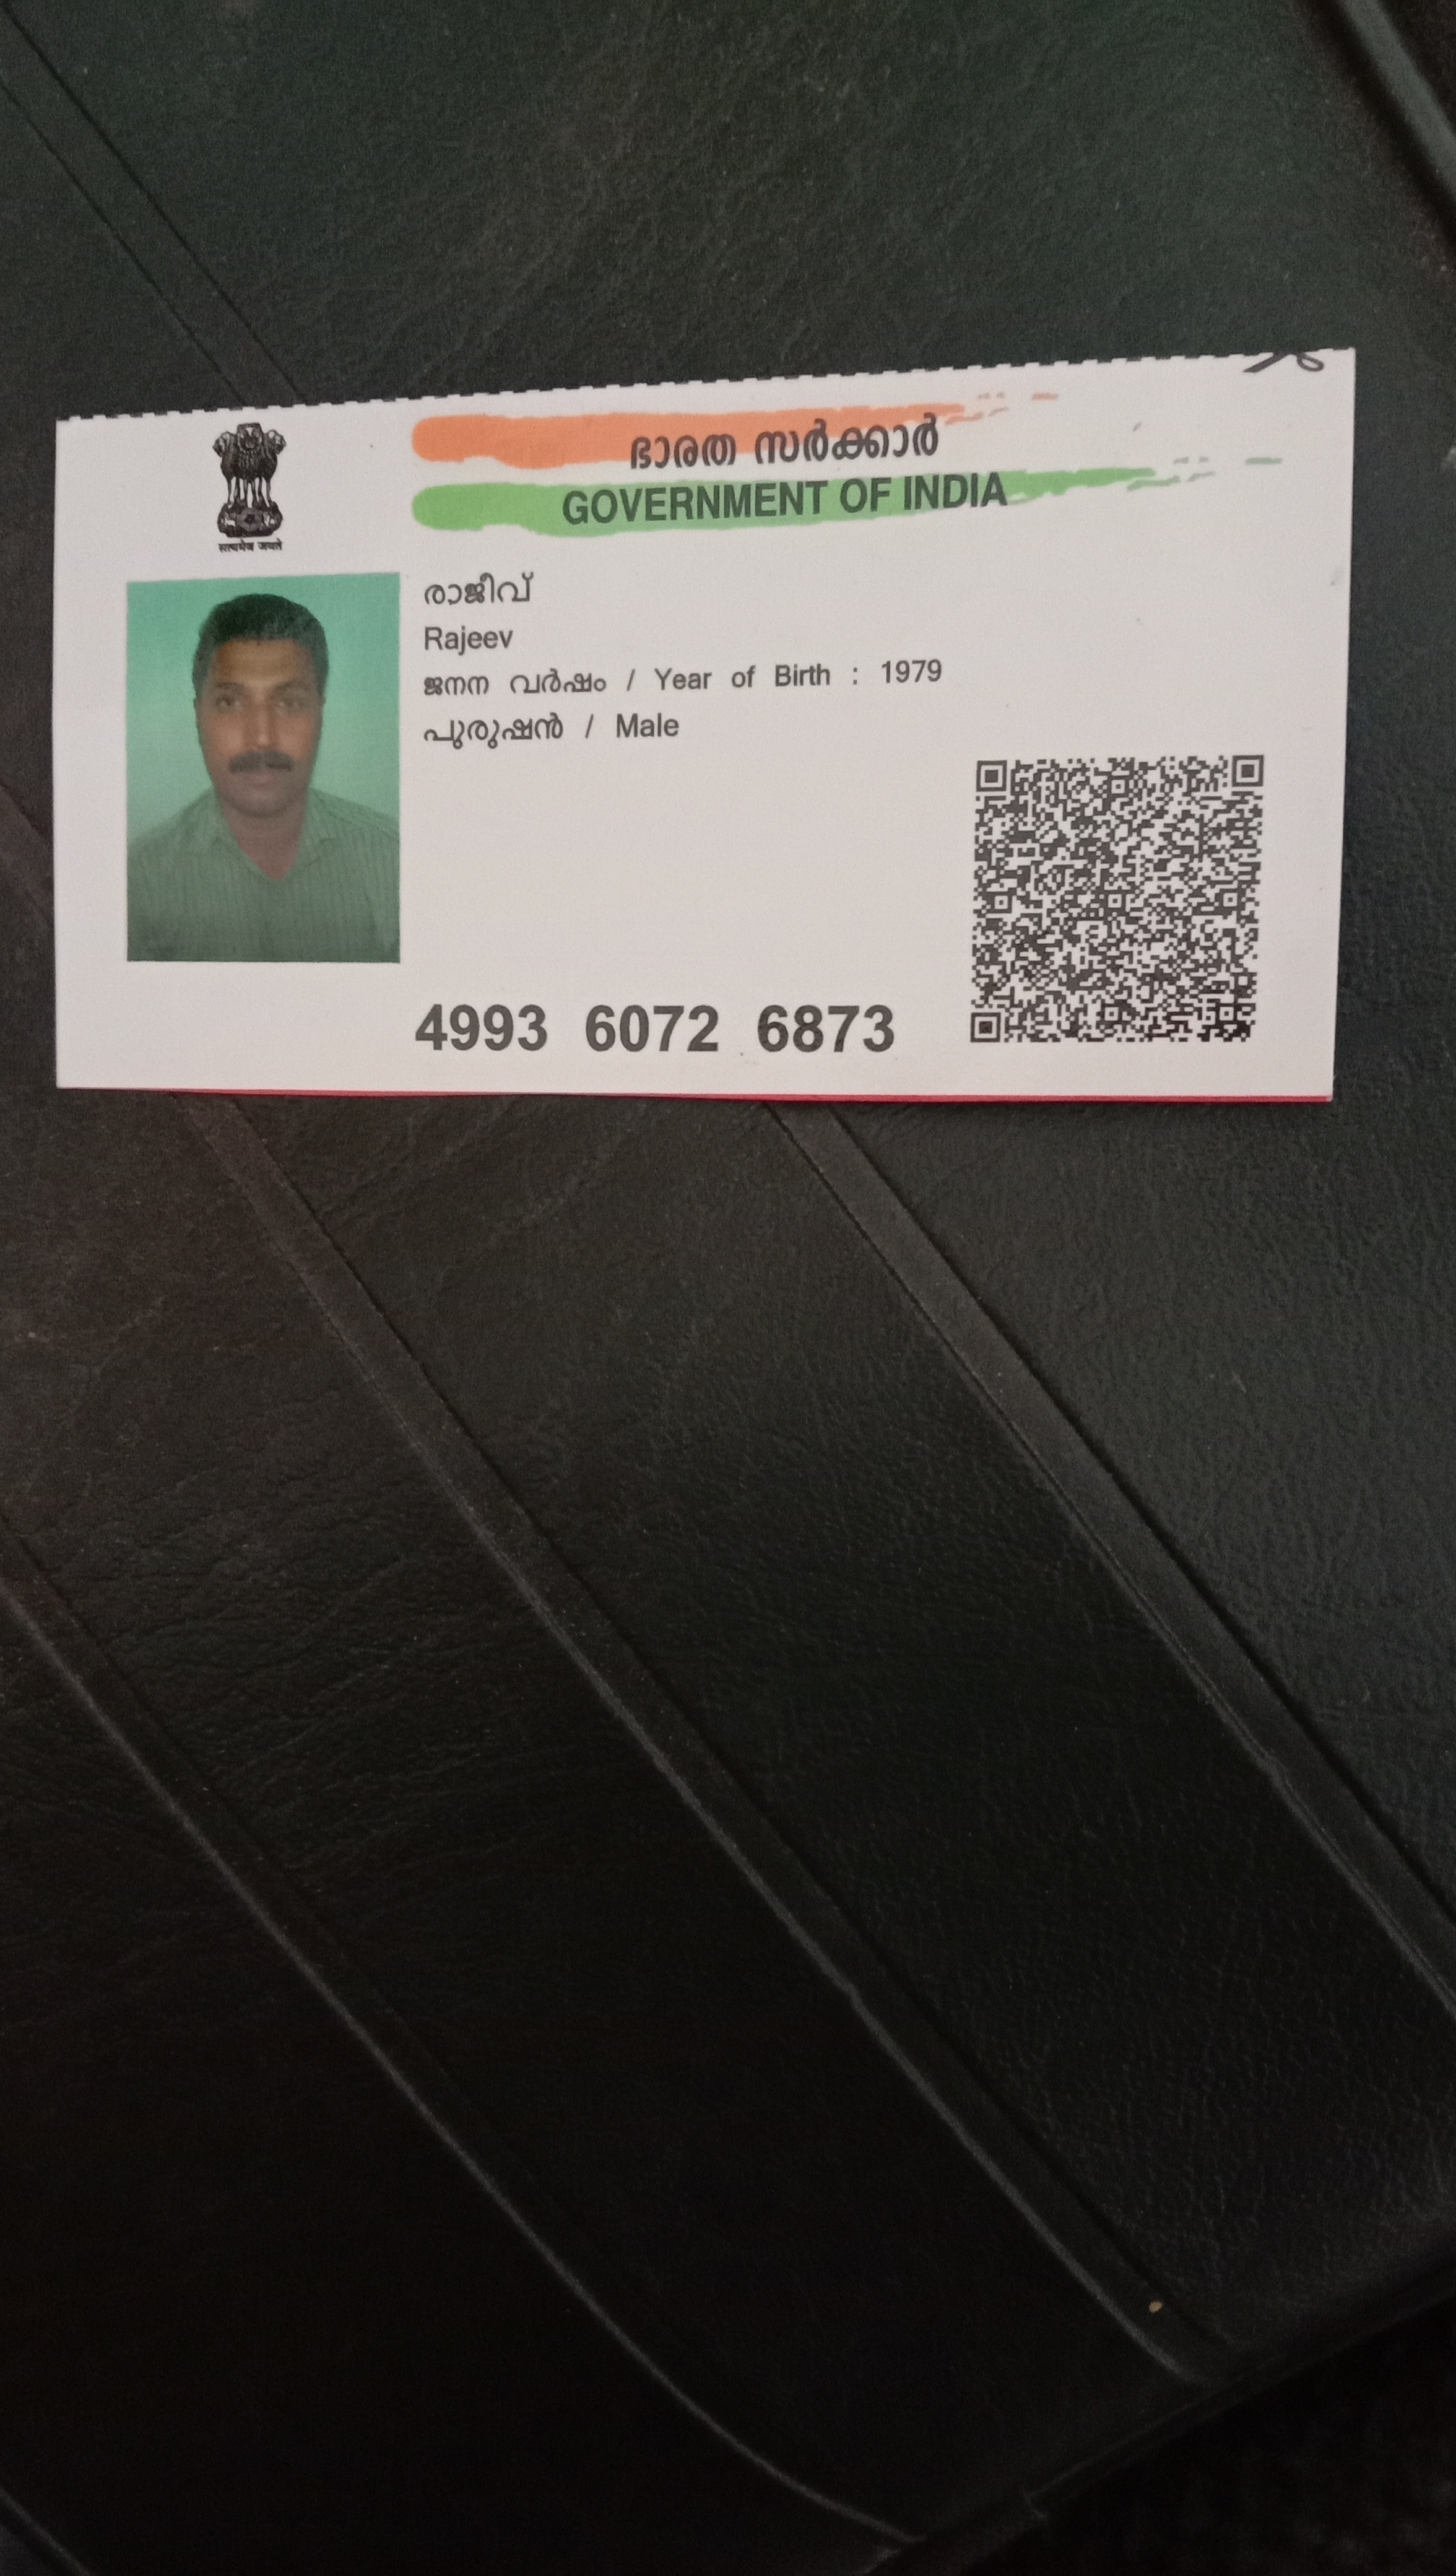 ഭാരത സർക്കാർ
GOVERNMENT OF INDIA
सत्यमेव जयते
രാജീവ്
Rajeev
ജനന വർഷം / Year of Birth : 1979
പുരുഷൻ / Male
4993 6072 6873